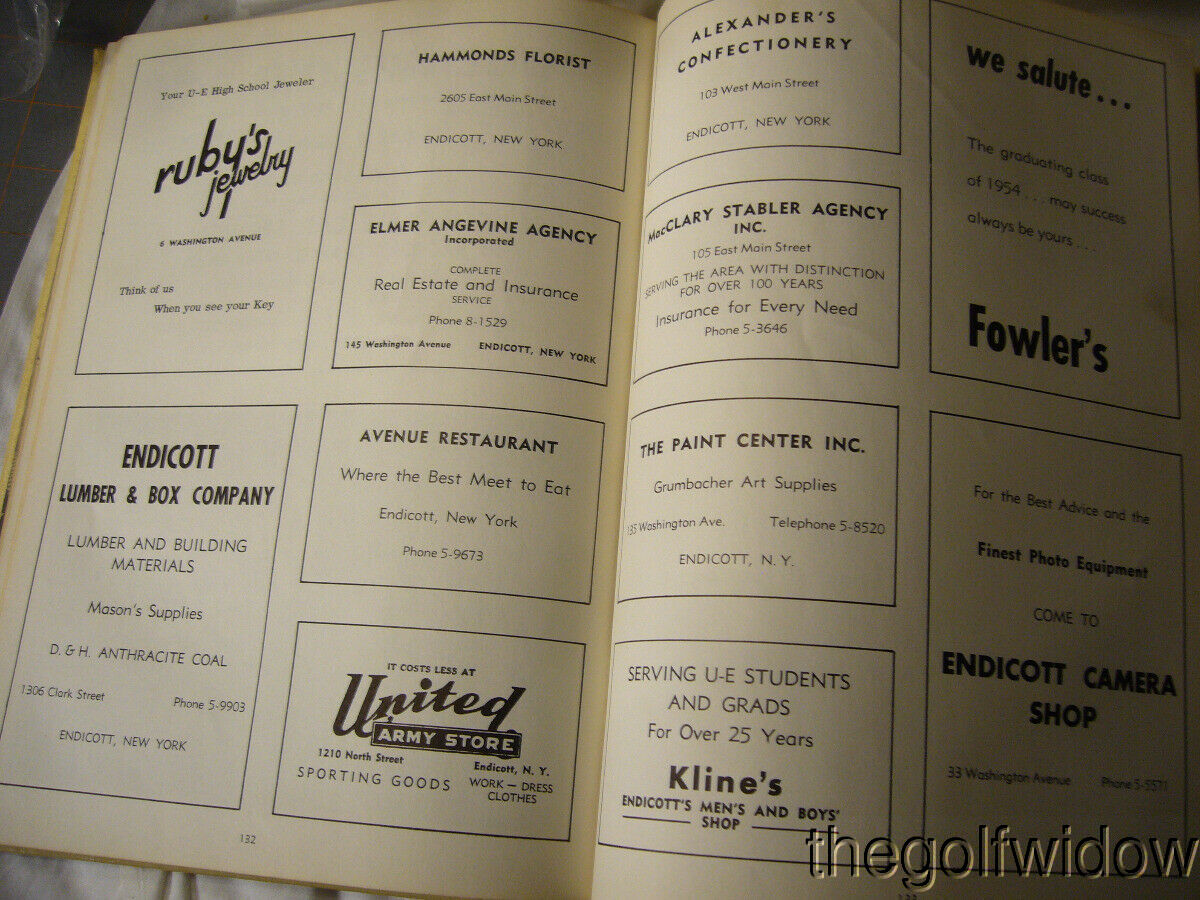 Your U-E High School Jeweler
ruby's
jewelry
6 WASHINGTON AVENUE
Think of us
When you see your Key
HAMMONDS FLORIST
2605 East Main Street
ENDICOTT, NEW YORK
ELMER ANGEVINE AGENCY
Incorporated
COMPLETE
Real Estate and Insurance
SERVICE
Phone 8-1529
145 Washington Avenue ENDICOTT, NEW YORK
ENDICOTT
LUMBER & BOX COMPANY
LUMBER AND BUILDING
MATERIALS
Mason's Supplies
D. & H. ANTHRACITE COAL
1306 Clark Street Phone 5-9903
ENDICOTT, NEW YORK
AVENUE RESTAURANT
Where the Best Meet to Eat
Endicott, New York
Phone 5-9673
IT COSTS LESS AT
United
ARMY STORE
1210 North Street Endicott, N. Y.
SPORTING GOODS WORK — DRESS
CLOTHES
132
ALEXANDER'S
CONFECTIONERY
103 West Main Street
ENDICOTT, NEW YORK
MacCLARY STABLER AGENCY
INC.
105 East Main Street
SERVING THE AREA WITH DISTINCTION
FOR OVER 100 YEARS
Insurance for Every Need
Phone 5-3646
we salute . . .
The graduating class
of 1954 . . . may success
always be yours . . .
Fowler's
THE PAINT CENTER INC.
Grumbacher Art Supplies
135 Washington Ave. Telephone 5-8520
ENDICOTT, N. Y.
SERVING U-E STUDENTS
AND GRADS
For Over 25 Years
Kline's
ENDICOTT'S MEN'S AND BOYS'
SHOP
For the Best Advice and the
Finest Photo Equipment
COME TO
ENDICOTT CAMERA
SHOP
33 Washington Avenue Phone 5-5571
thegolfwidow